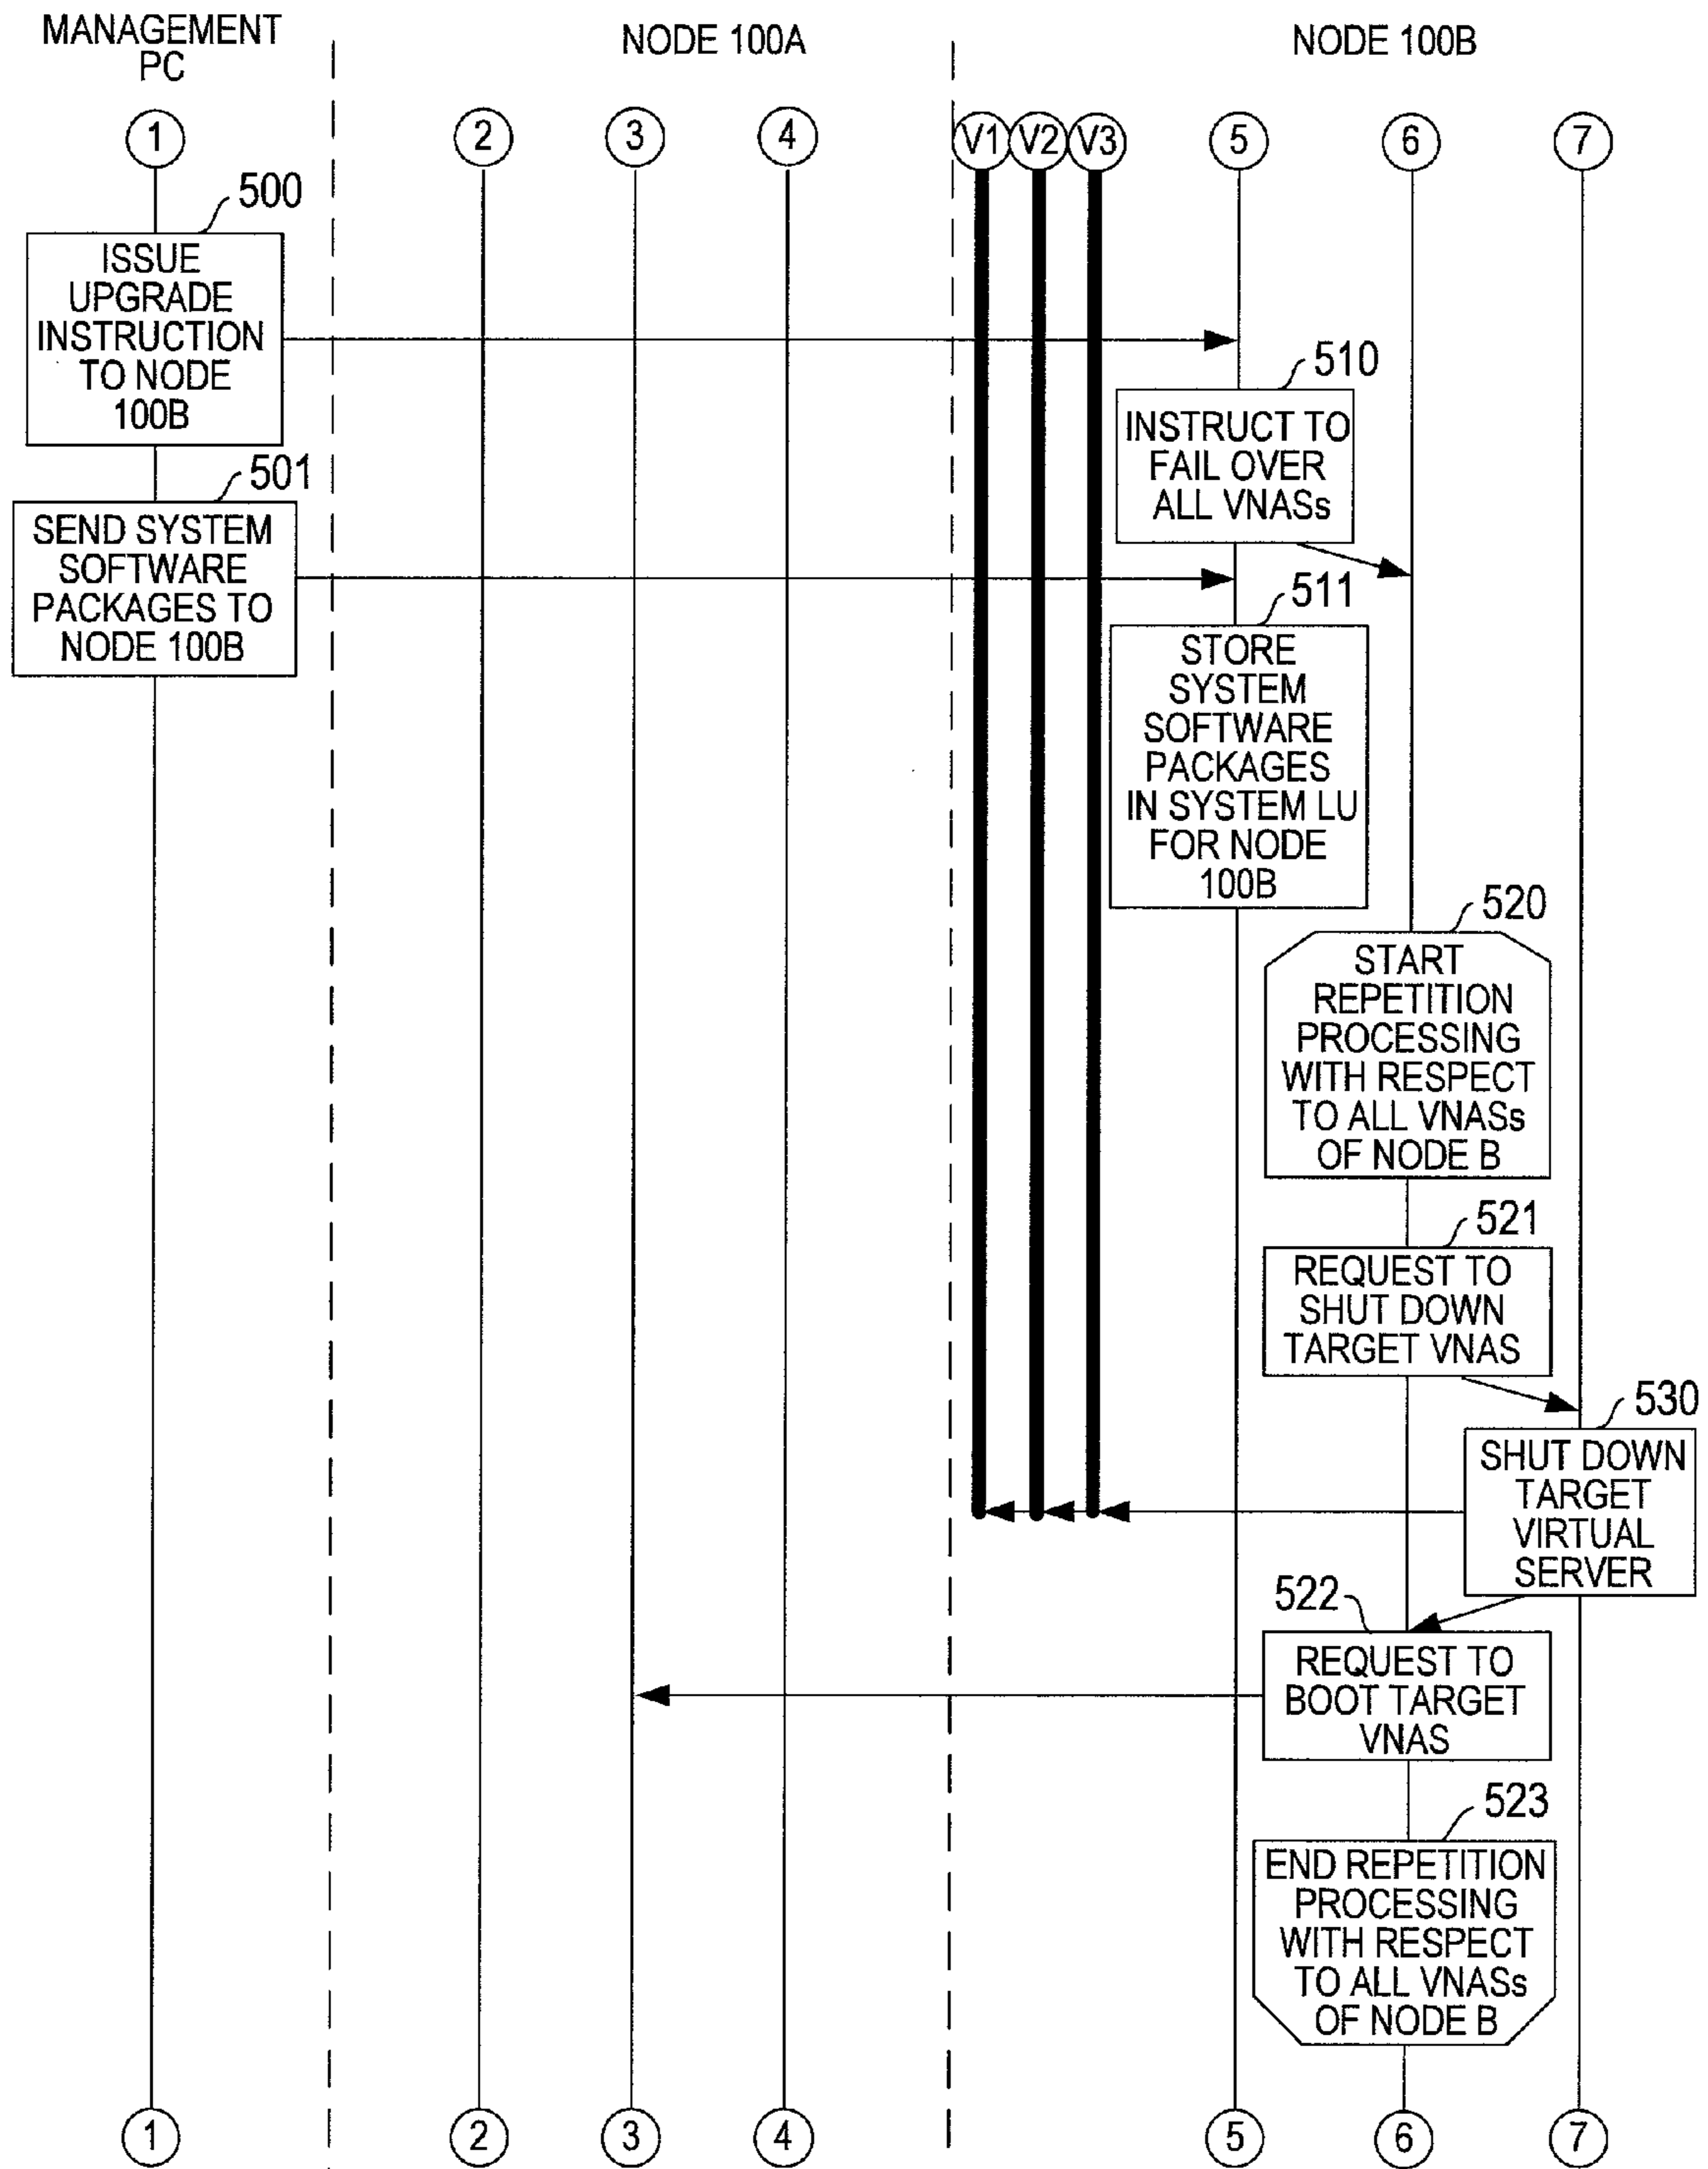 MANAGEMENT
PC
NODE 100A
NODE 100B
1
2
3
4
V1
V2
V3
5
6
7
500
ISSUE
UPGRADE
INSTRUCTION
TO NODE
100B
510
INSTRUCT TO
FAIL OVER
ALL VNASs
501
SEND SYSTEM
SOFTWARE
PACKAGES TO
NODE 100B
511
STORE
SYSTEM
SOFTWARE
PACKAGES
IN SYSTEM LU
FOR NODE
100B
520
START
REPETITION
PROCESSING
WITH RESPECT
TO ALL VNASs
OF NODE B
521
REQUEST TO
SHUT DOWN
TARGET VNAS
530
SHUT DOWN
TARGET
VIRTUAL
SERVER
522
REQUEST TO
BOOT TARGET
VNAS
523
END REPETITION
PROCESSING
WITH RESPECT
TO ALL VNASs
OF NODE B
1
2
3
4
5
6
7